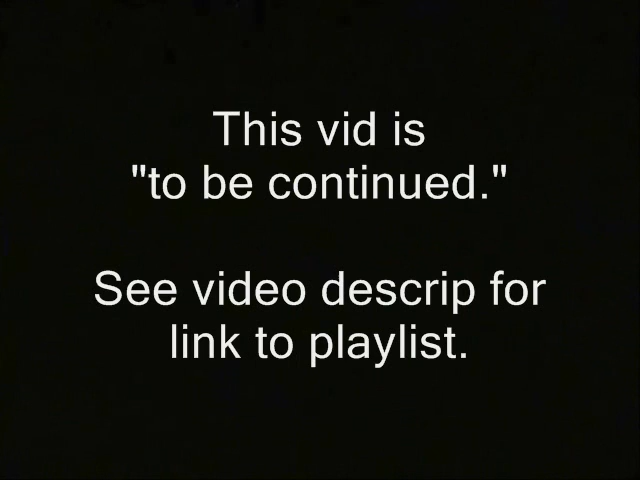 This vid is
"to be continued."
See video descrip for
link to playlist.